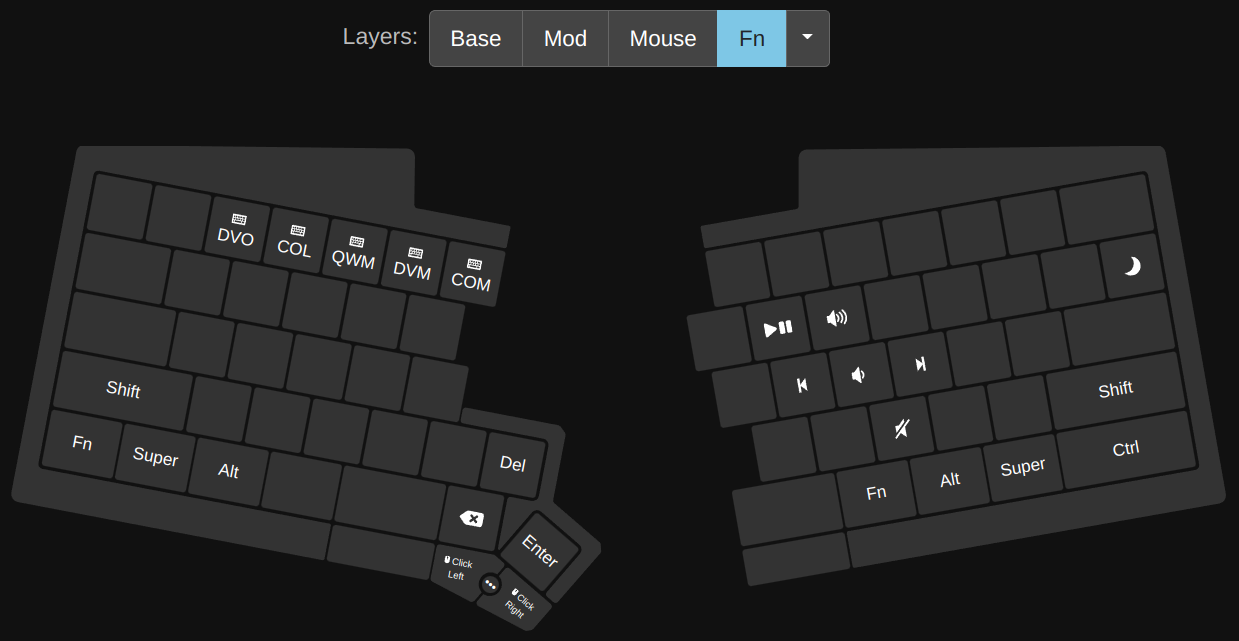 Layers:
Base
Mod
Mouse
Fn
DVO
COL
QWM
DVM
COM
Shift
Fn
Super
Alt
Del
Enter
Click
Left
Click
Right
Shift
Fn
Alt
Super
Ctrl